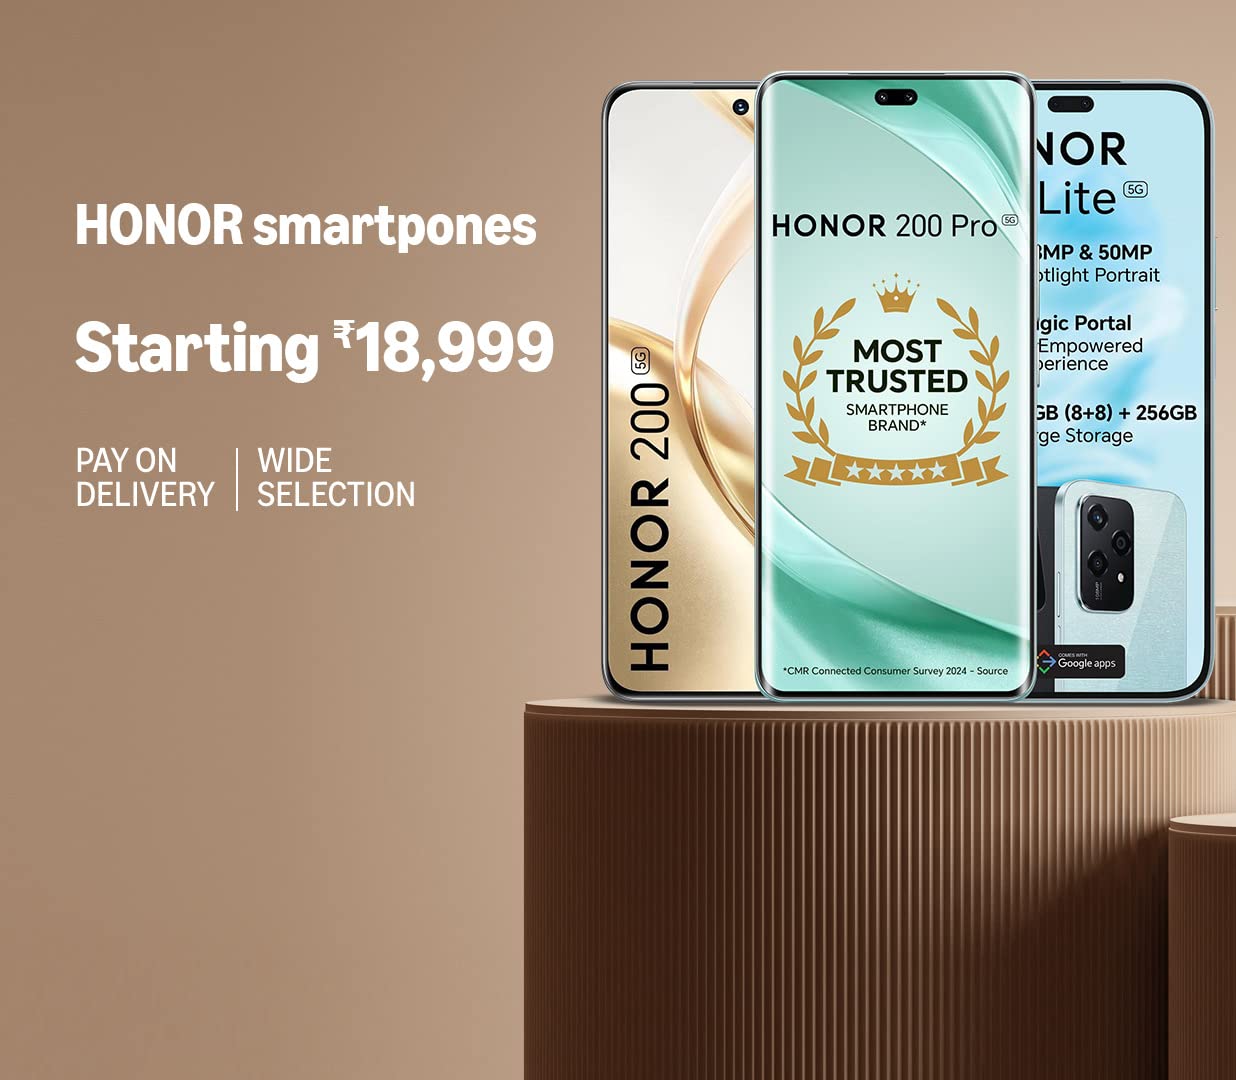 HONOR smartpones
Starting ₹18,999
PAY ON
DELIVERY
WIDE
SELECTION
HONOR 200 5G
HONOR 200 Pro 5G
MOST
TRUSTED
SMARTPHONE
BRAND*
*CMR Connected Consumer Survey 2024 - Source
NOR
Lite 5G
MP & 50MP
tlight Portrait
gic Portal
Empowered
perience
GB (8+8) + 256GB
ge Storage
108MP
COMES WITH
Google apps